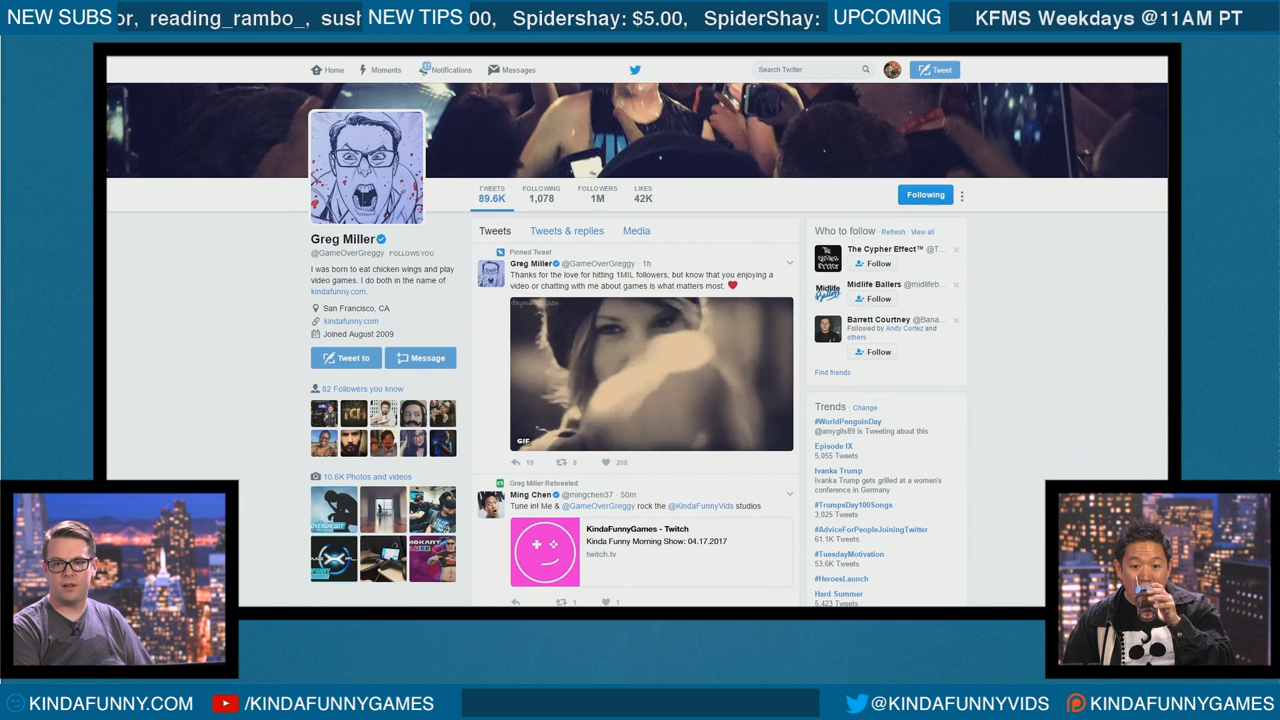 NEW SUBS
or, reading_rambo_, sush
NEW TIPS
00, Spidershay: $5.00, SpiderShay:
UPCOMING
KFMS Weekdays @11AM PT
Home
Moments
Notifications
Messages
Search Twitter
Tweet
TWEETS
89.6K
FOLLOWING
1,078
FOLLOWERS
1M
LIKES
42K
Following
Greg Miller
@GameOverGreggy FOLLOWS YOU
I was born to eat chicken wings and play
video games. I do both in the name of
kindafunny.com.
San Francisco, CA
kindafunny.com
Joined August 2009
Tweet to
Message
82 Followers you know
10.6K Photos and videos
Tweets
Tweets & replies
Media
Pinned Tweet
Greg Miller @GameOverGreggy · 1h
Thanks for the love for hitting 1MIL followers, but know that you enjoying a
video or chatting with me about games is what matters most. ❤
GIF
19
8
208
Greg Miller Retweeted
Ming Chen @mingchen37 · 50m
Tune in! Me & @GameOverGreggy rock the @KindaFunnyVids studios
KindaFunnyGames - Twitch
Kinda Funny Morning Show: 04.17.2017
twitch.tv
1
1
Who to follow · Refresh · View all
The Cypher Effect™ @T...
Follow
Midlife Ballers @midlifeb...
Follow
Barrett Courtney @Bana...
Followed by Andy Cortez and
others
Follow
Find friends
Trends · Change
#WorldPenguinDay
@amygils89 is Tweeting about this
Episode IX
5,055 Tweets
Ivanka Trump
Ivanka Trump gets grilled at a women's
conference in Germany
#TrumpsDay100Songs
3,025 Tweets
#AdviceForPeopleJoiningTwitter
61.1K Tweets
#TuesdayMotivation
53.6K Tweets
#HeroesLaunch
Hard Summer
5,423 Tweets
KINDAFUNNY.COM
/KINDAFUNNYGAMES
@KINDAFUNNYVIDS
KINDAFUNNYGAMES